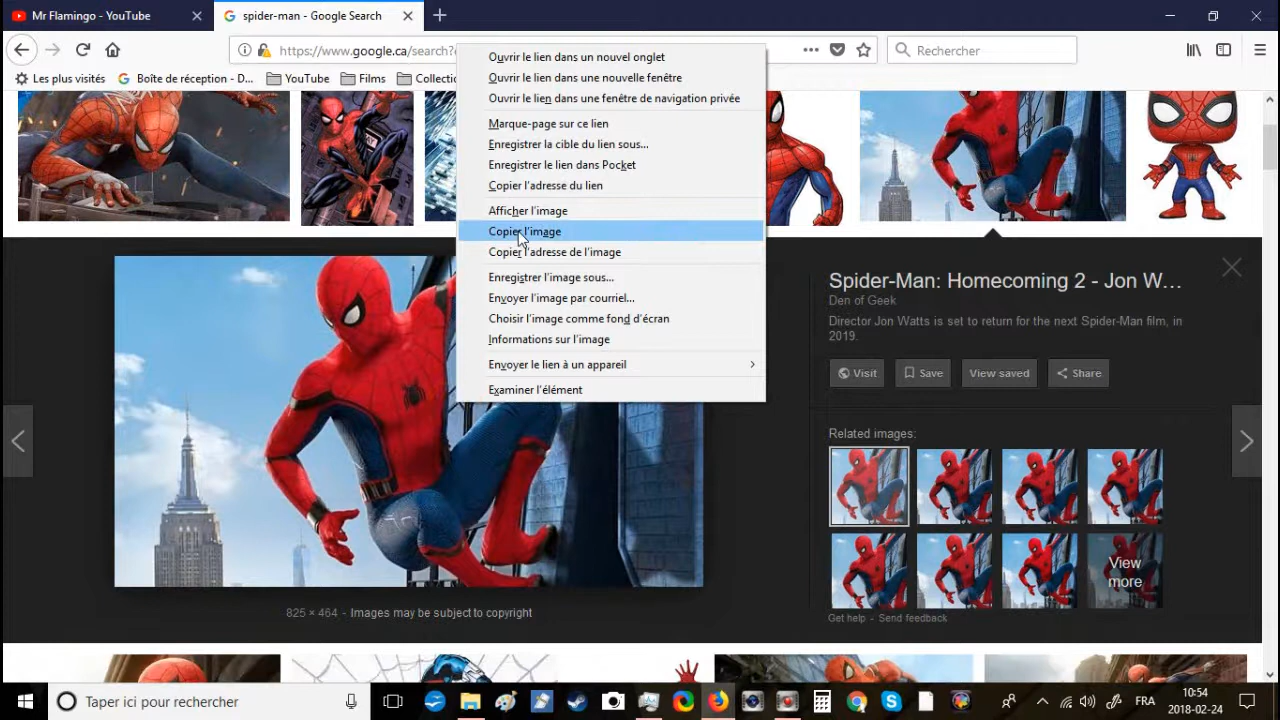 Mr Flamingo - YouTube
spider-man - Google Search
https://www.google.ca/search?
Rechercher
Les plus visités
Boîte de réception - D...
YouTube
Films
Collectio
Ouvrir le lien dans un nouvel onglet
Ouvrir le lien dans une nouvelle fenêtre
Ouvrir le lien dans une fenêtre de navigation privée
Marque-page sur ce lien
Enregistrer la cible du lien sous...
Enregistrer le lien dans Pocket
Copier l'adresse du lien
Afficher l'image
Copier l'image
Copier l'adresse de l'image
Enregistrer l'image sous...
Envoyer l'image par courriel...
Choisir l'image comme fond d'écran
Informations sur l'image
Envoyer le lien à un appareil
Examiner l'élément
Spider-Man: Homecoming 2 - Jon W...
Den of Geek
Director Jon Watts is set to return for the next Spider-Man film, in
2019.
Visit
Save
View saved
Share
Related images:
View
more
Get help - Send feedback
825 × 464 - Images may be subject to copyright
Taper ici pour rechercher
FRA
10:54
2018-02-24